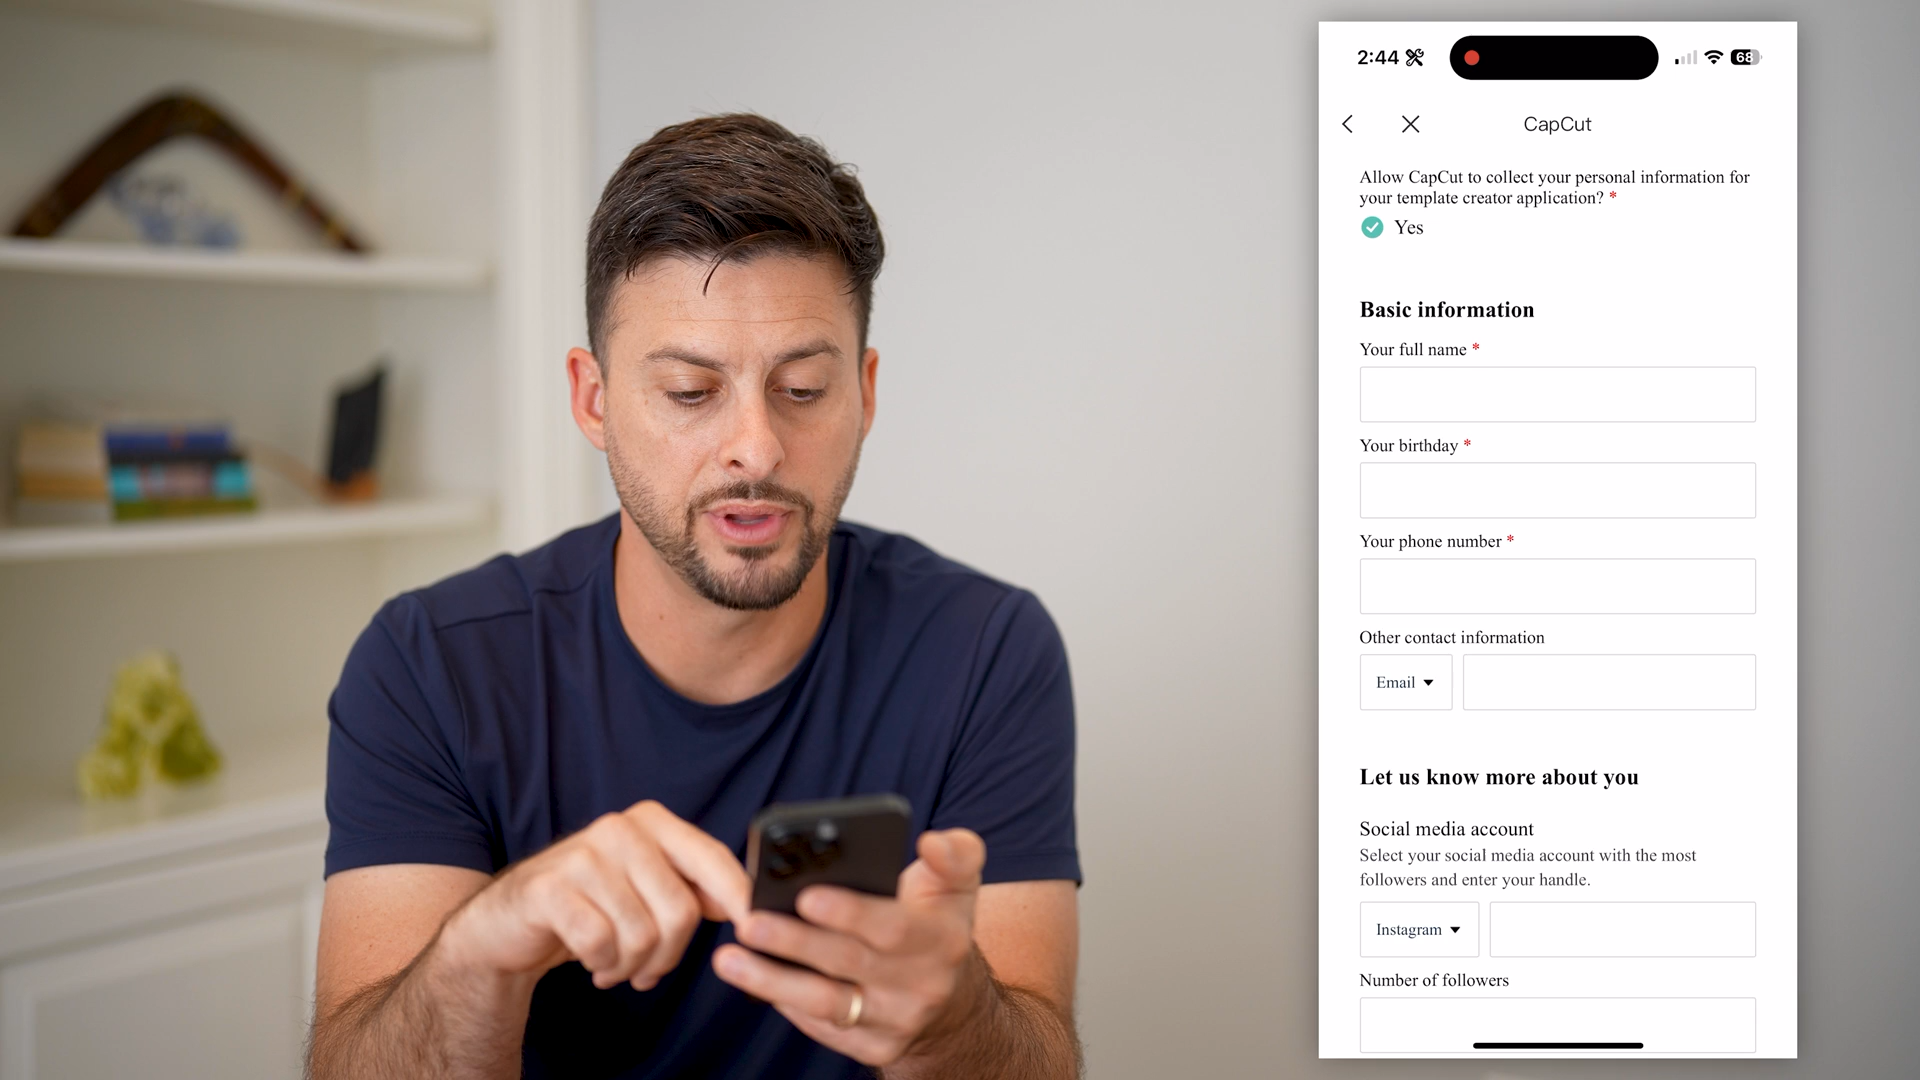 2:44
68
CapCut
Allow CapCut to collect your personal information for
your template creator application? *
Yes
Basic information
Your full name *
Your birthday *
Your phone number *
Other contact information
Email
Let us know more about you
Social media account
Select your social media account with the most
followers and enter your handle.
Instagram
Number of followers